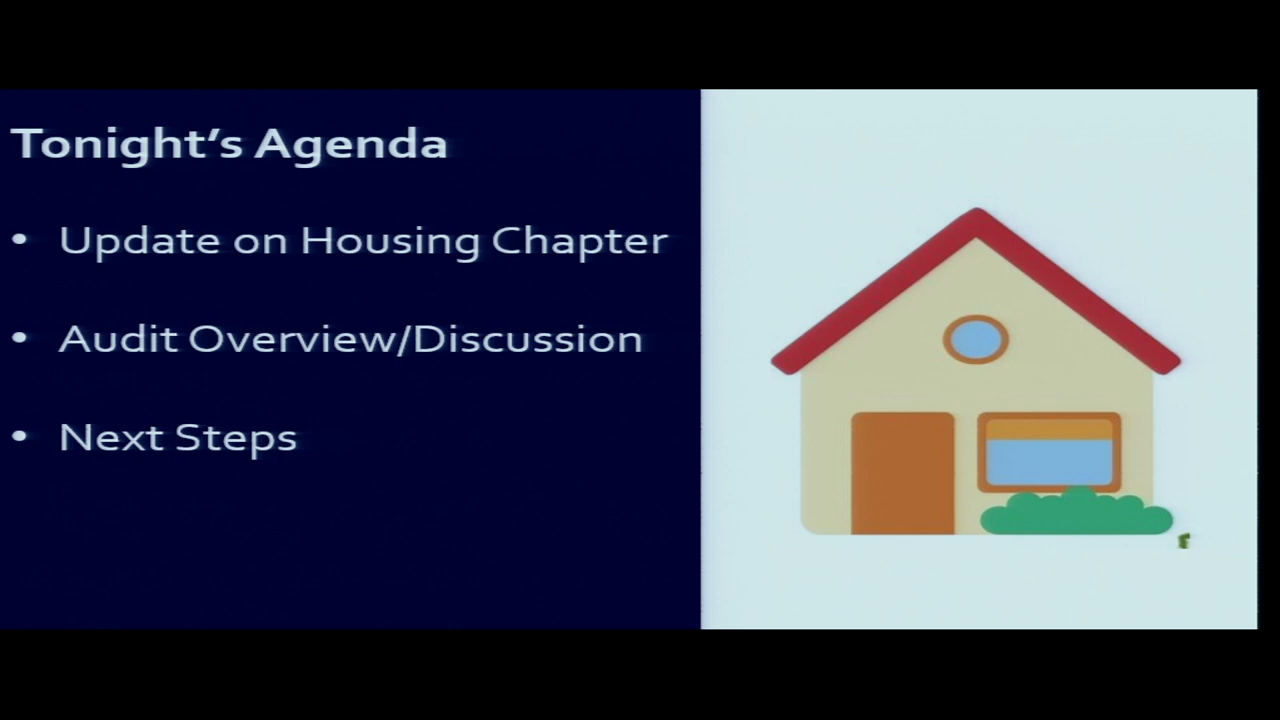 Tonight’s Agenda
• Update on Housing Chapter
• Audit Overview/Discussion
• Next Steps